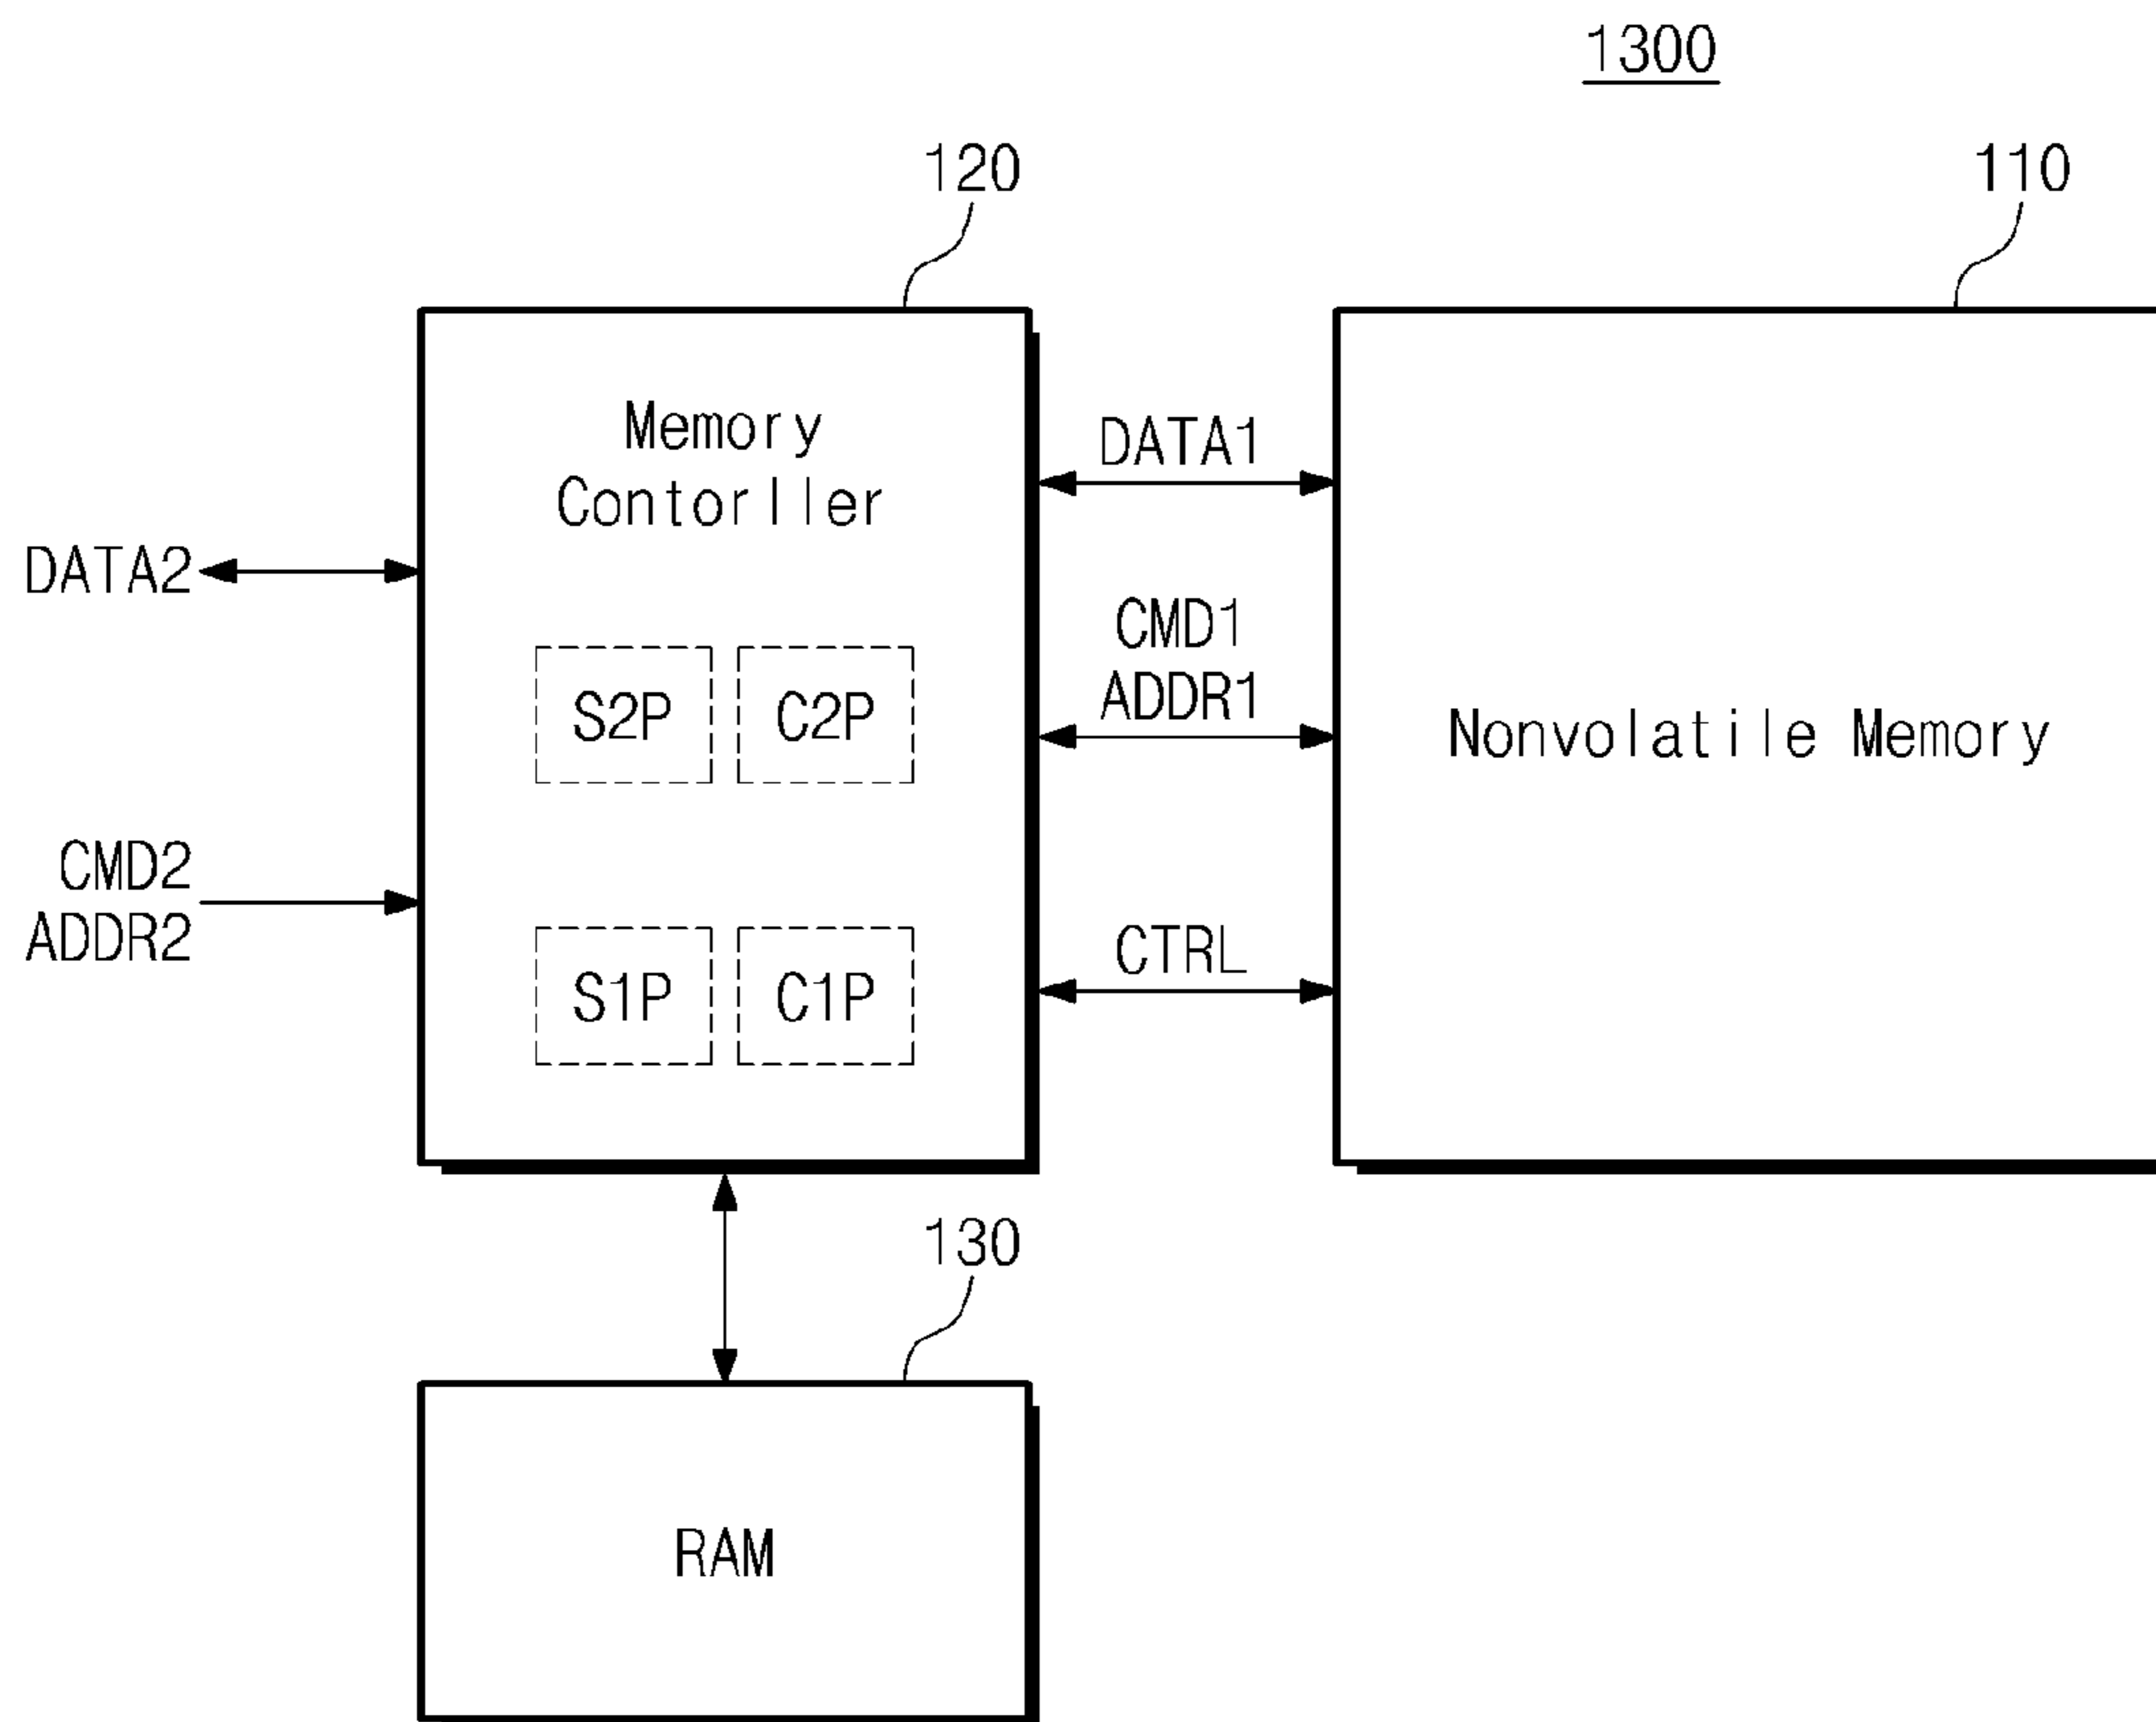 1300
120
110
Memory
Contorller
DATA1
DATA2
CMD1
ADDR1
S2P
C2P
Nonvolatile Memory
CMD2
ADDR2
CTRL
S1P
C1P
130
RAM